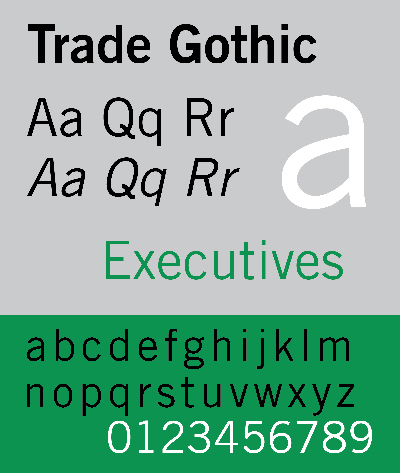 Trade Gothic
Aa Qq Rr
a
Aa Qq Rr
Executives
abcdefghijklm
nopqrstuvwxyz
0123456789